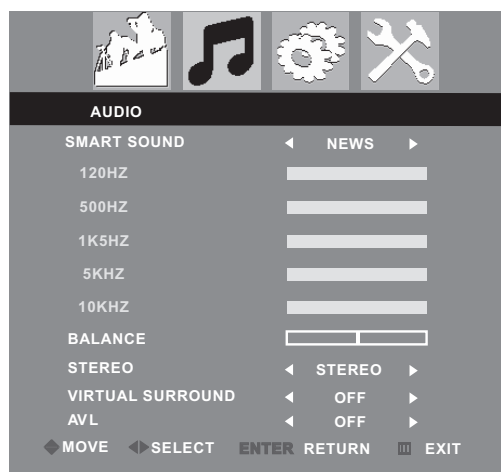 AUDIO
SMART SOUND NEWS
120HZ
500HZ
1K5HZ
5KHZ
10KHZ
BALANCE
STEREO STEREO
VIRTUAL SURROUND OFF
AVL OFF
MOVE SELECT ENTER RETURN EXIT